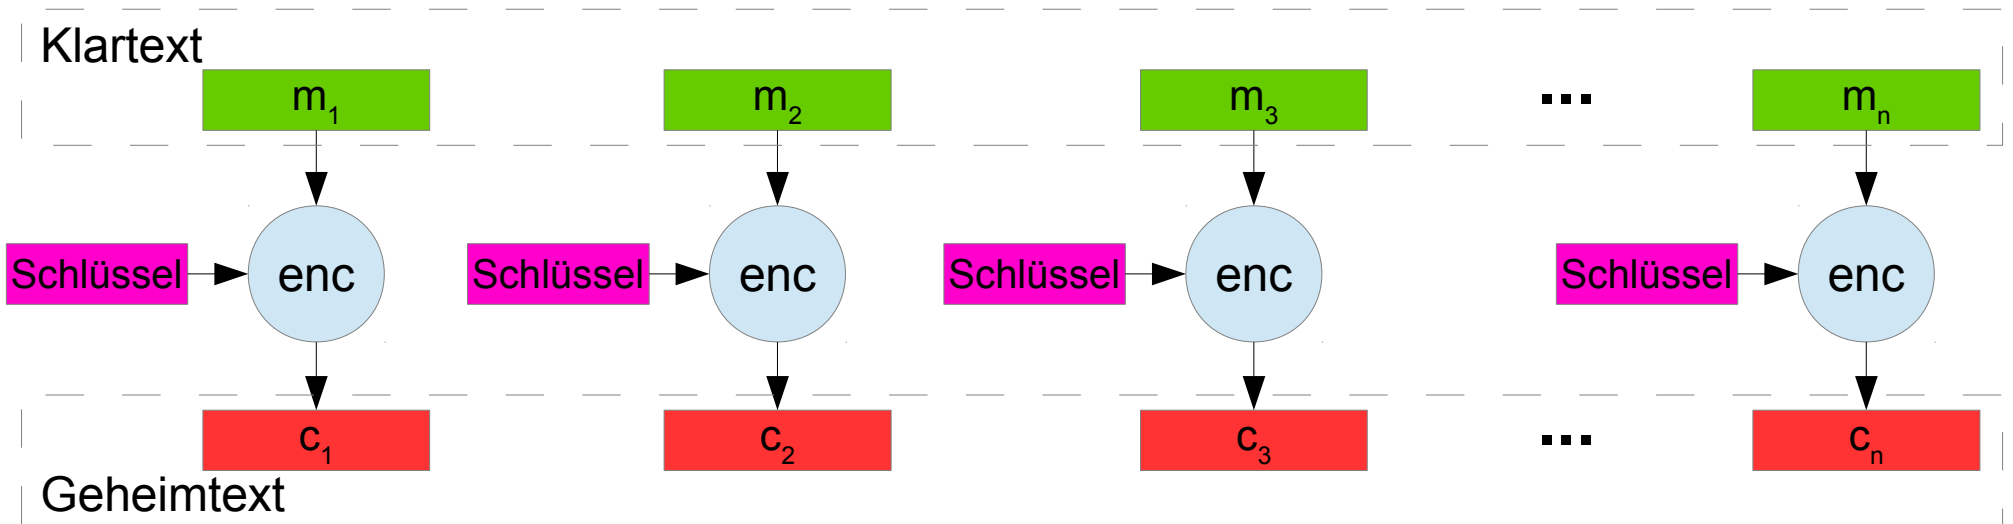 Klartext
m1 m2 m3 ... mn
Schlüssel enc Schlüssel enc Schlüssel enc Schlüssel enc
c1 c2 c3 ... cn
Geheimtext